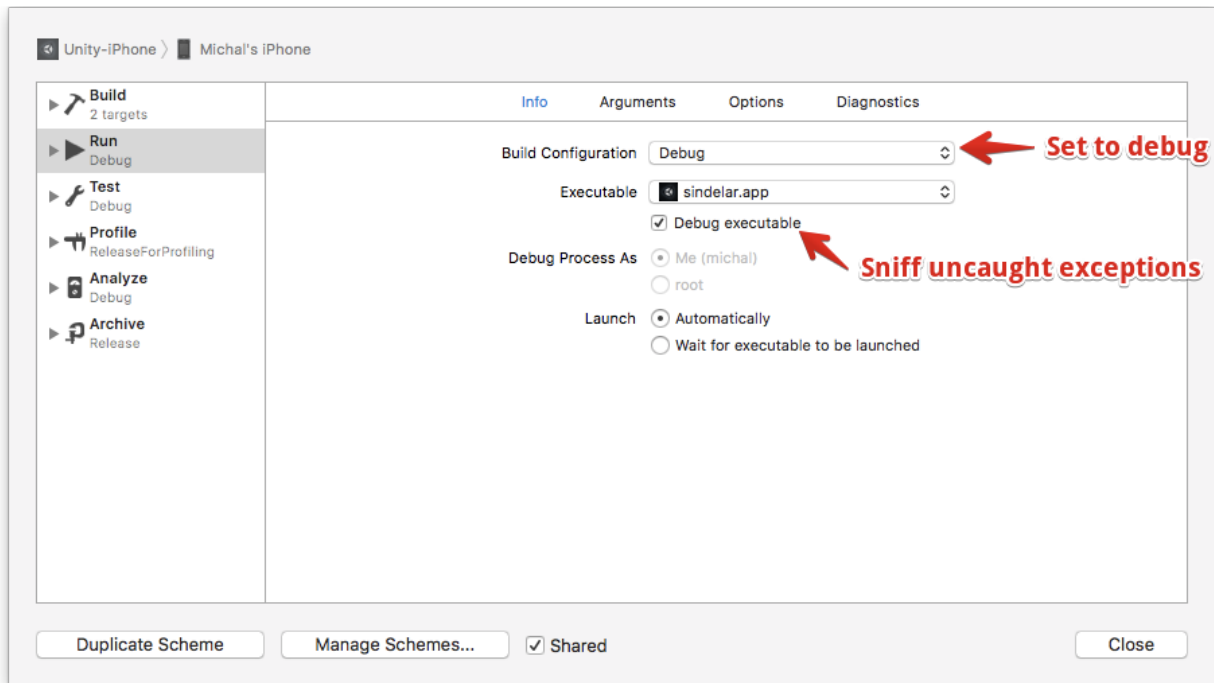 Unity-iPhone Michal's iPhone
Build
2 targets
Run
Debug
Test
Debug
Profile
ReleaseForProfiling
Analyze
Debug
Archive
Release
Info Arguments Options Diagnostics
Build Configuration Debug
Set to debug
Executable sindelar.app
Debug executable
Sniff uncaught exceptions
Debug Process As Me (michal)
root
Launch Automatically
Wait for executable to be launched
Duplicate Scheme Manage Schemes... Shared Close